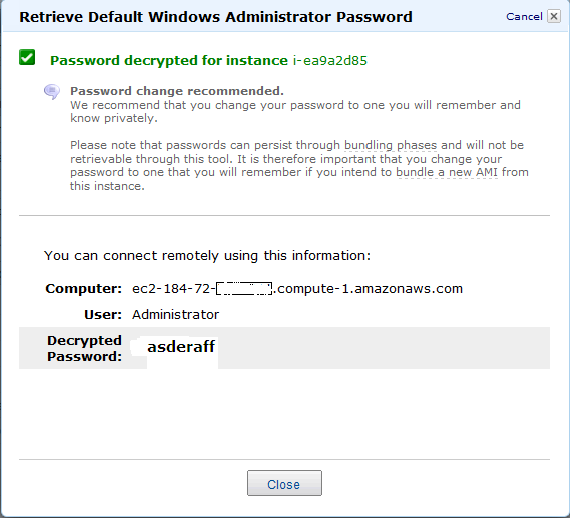 Retrieve Default Windows Administrator Password
Cancel
Password decrypted for instance i-ea9a2d85
Password change recommended.
We recommend that you change your password to one you will remember and
know privately.
Please note that passwords can persist through bundling phases and will not be
retrievable through this tool. It is therefore important that you change your
password to one that you will remember if you intend to bundle a new AMI from
this instance.
You can connect remotely using this information:
Computer: ec2-184-72-.compute-1.amazonaws.com
User: Administrator
Decrypted
Password: asderaff
Close